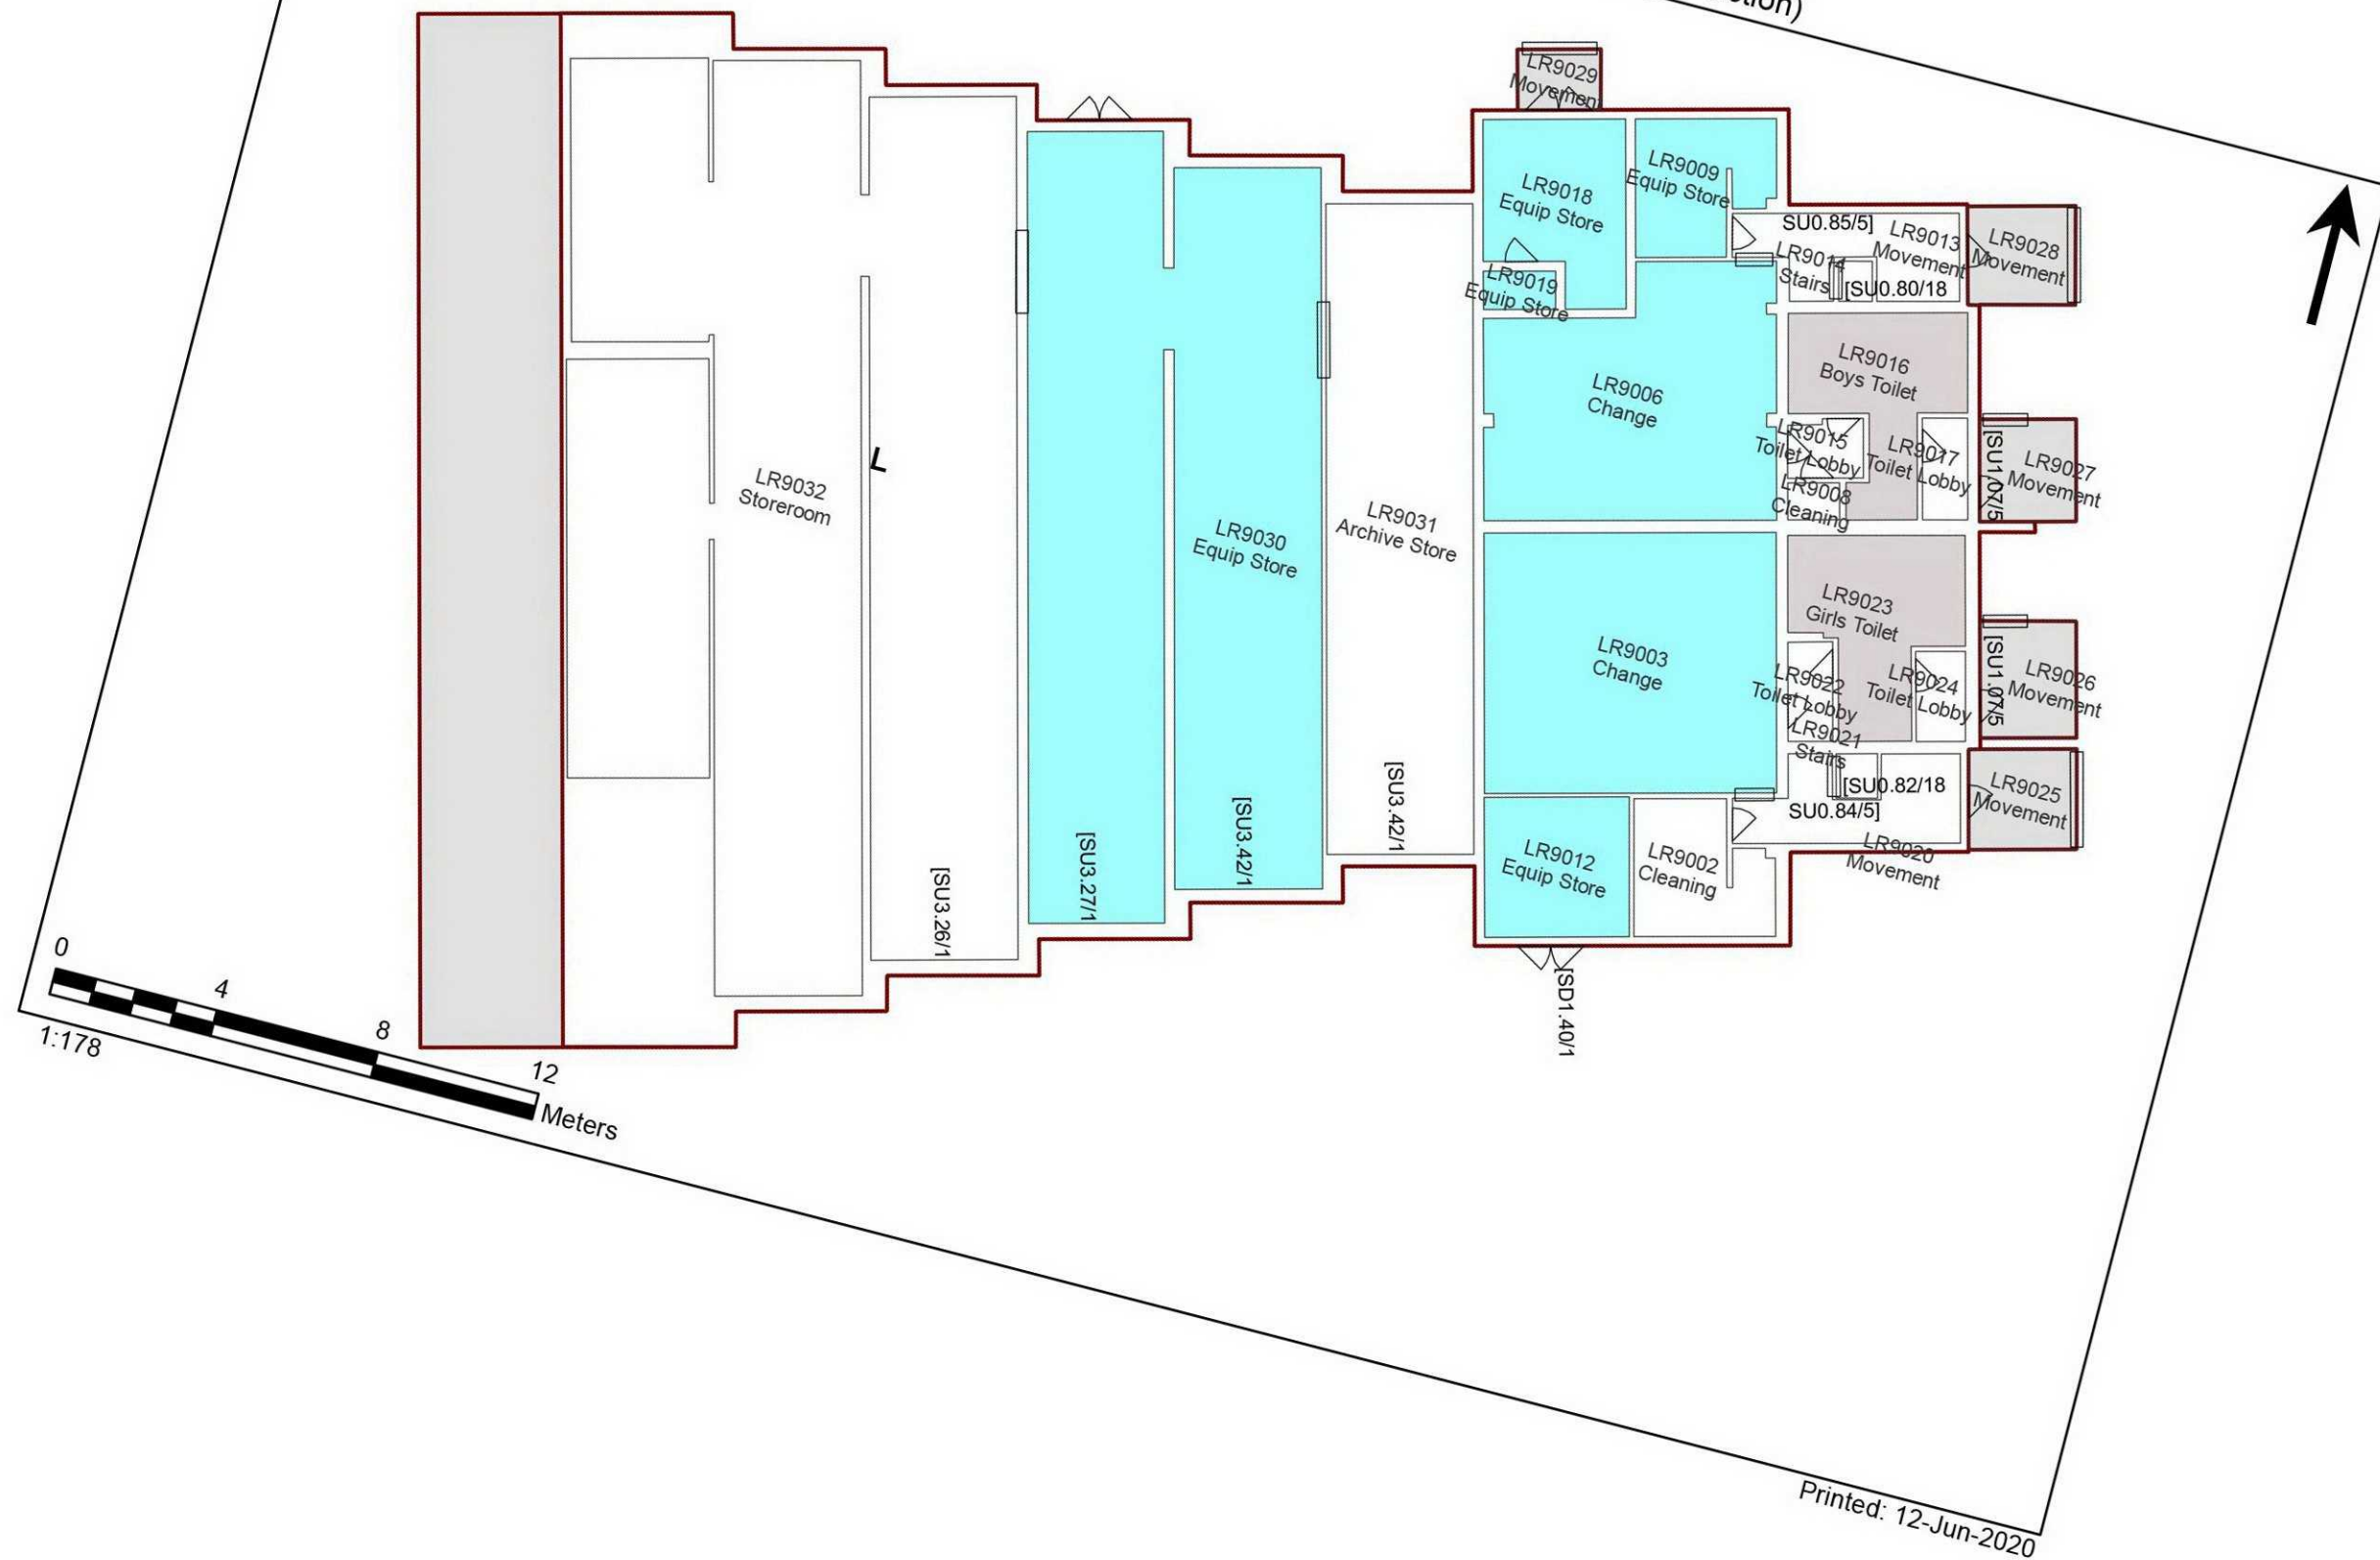 LR9029
Movement
LR9009
Equip Store
LR9018
Equip Store
SU0.85/5]
LR9013
Movement
LR9028
Movement
LR9014
Stairs
[SU0.80/18
LR9019
Equip Store
LR9016
Boys Toilet
LR9006
Change
LR9015
Toilet Lobby
LR9017
Toilet Lobby
[SU1.07/5
LR9027
Movement
LR9008
Cleaning
L
LR9032
Storeroom
LR9030
Equip Store
LR9031
Archive Store
LR9023
Girls Toilet
LR9003
Change
LR9022
Toilet Lobby
LR9024
Toilet Lobby
[SU1.07/5
LR9026
Movement
LR9021
Stairs
[SU0.82/18
SU0.84/5]
LR9025
Movement
LR9020
Movement
LR9012
Equip Store
LR9002
Cleaning
[SU3.26/1
[SU3.27/1
[SU3.42/1
[SU3.42/1
[SD1.40/1
0
4
8
12
1:178
Meters
Printed: 12-Jun-2020